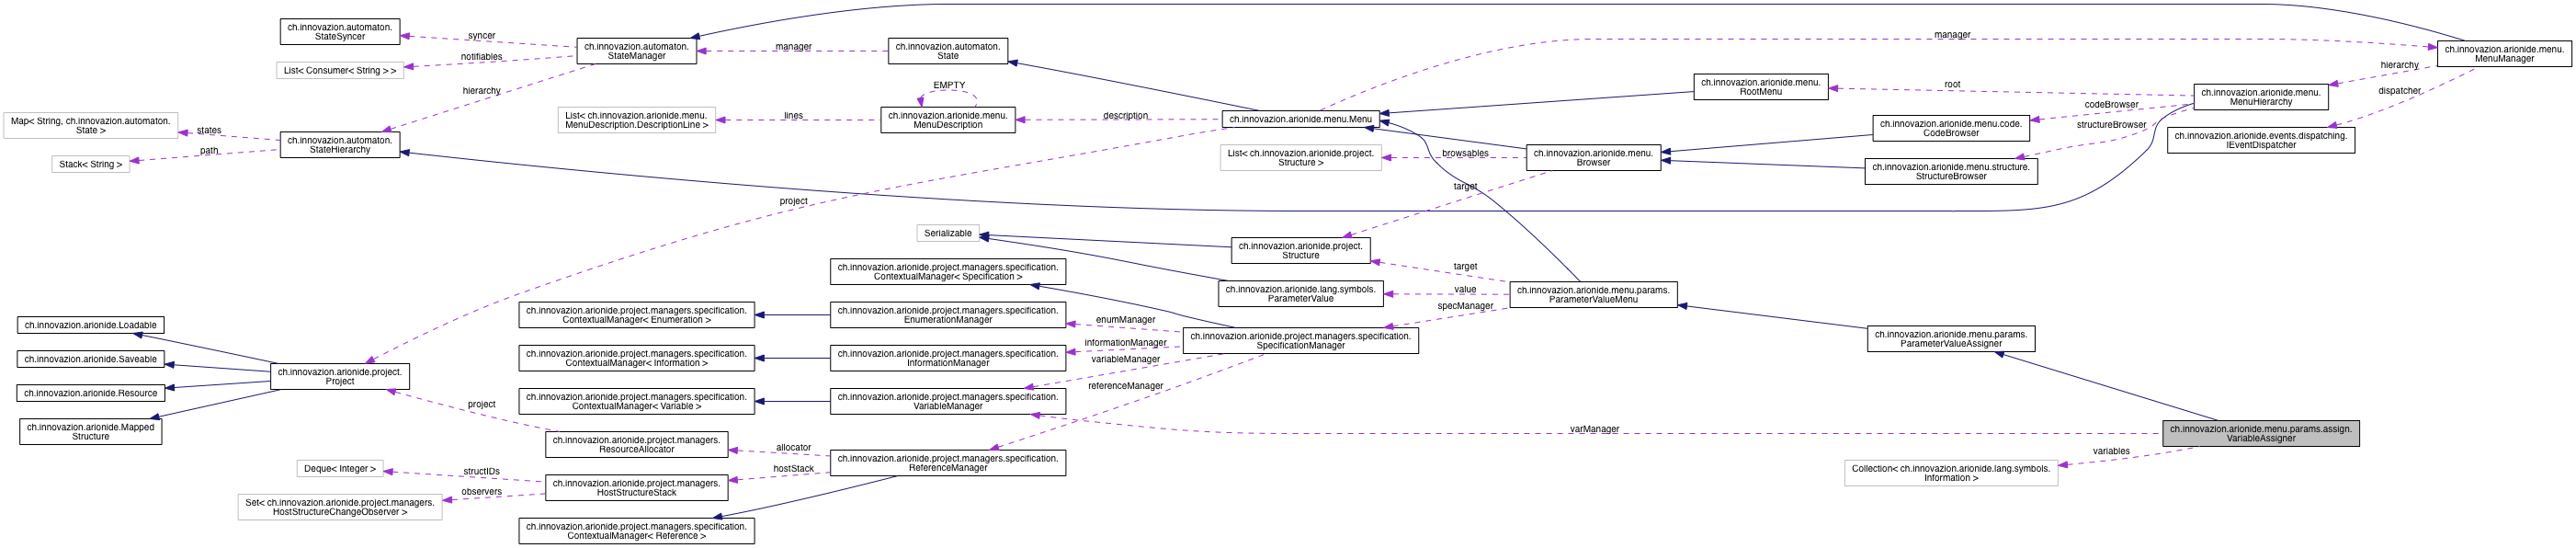 ch.innovazion.automaton.
StateSyncer
syncer
List< Consumer< String > >
notifiables
ch.innovazion.automaton.
StateManager
manager
ch.innovazion.automaton.
State
manager
ch.innovazion.arionide.menu.
MenuManager
hierarchy
hierarchy
dispatcher
EMPTY
ch.innovazion.arionide.menu.
RootMenu
root
ch.innovazion.arionide.menu.
MenuHierarchy
codeBrowser
structureBrowser
Map< String, ch.innovazion.automaton.
State >
states
path
Stack< String >
ch.innovazion.automaton.
StateHierarchy
List< ch.innovazion.arionide.menu.
MenuDescription.DescriptionLine >
lines
ch.innovazion.arionide.menu.
MenuDescription
description
ch.innovazion.arionide.menu.Menu
ch.innovazion.arionide.menu.code.
CodeBrowser
ch.innovazion.arionide.events.dispatching.
IEventDispatcher
List< ch.innovazion.arionide.project.
Structure >
browsables
ch.innovazion.arionide.menu.
Browser
ch.innovazion.arionide.menu.structure.
StructureBrowser
target
project
Serializable
ch.innovazion.arionide.project.
Structure
target
ch.innovazion.arionide.project.managers.specification.
ContextualManager< Specification >
ch.innovazion.arionide.lang.symbols.
ParameterValue
value
specManager
ch.innovazion.arionide.menu.params.
ParameterValueMenu
ch.innovazion.arionide.project.managers.specification.
ContextualManager< Enumeration >
ch.innovazion.arionide.project.managers.specification.
EnumerationManager
enumManager
informationManager
variableManager
referenceManager
ch.innovazion.arionide.project.managers.specification.
SpecificationManager
ch.innovazion.arionide.menu.params.
ParameterValueAssigner
ch.innovazion.arionide.Loadable
ch.innovazion.arionide.Saveable
ch.innovazion.arionide.Resource
ch.innovazion.arionide.Mapped
Structure
ch.innovazion.arionide.project.
Project
ch.innovazion.arionide.project.managers.specification.
ContextualManager< Information >
ch.innovazion.arionide.project.managers.specification.
InformationManager
ch.innovazion.arionide.project.managers.specification.
ContextualManager< Variable >
ch.innovazion.arionide.project.managers.specification.
VariableManager
project
varManager
ch.innovazion.arionide.menu.params.assign.
VariableAssigner
variables
ch.innovazion.arionide.project.managers.
ResourceAllocator
allocator
hostStack
ch.innovazion.arionide.project.managers.specification.
ReferenceManager
Collection< ch.innovazion.arionide.lang.symbols.
Information >
Deque< Integer >
structIDs
observers
ch.innovazion.arionide.project.managers.
HostStructureStack
Set< ch.innovazion.arionide.project.managers.
HostStructureChangeObserver >
ch.innovazion.arionide.project.managers.specification.
ContextualManager< Reference >